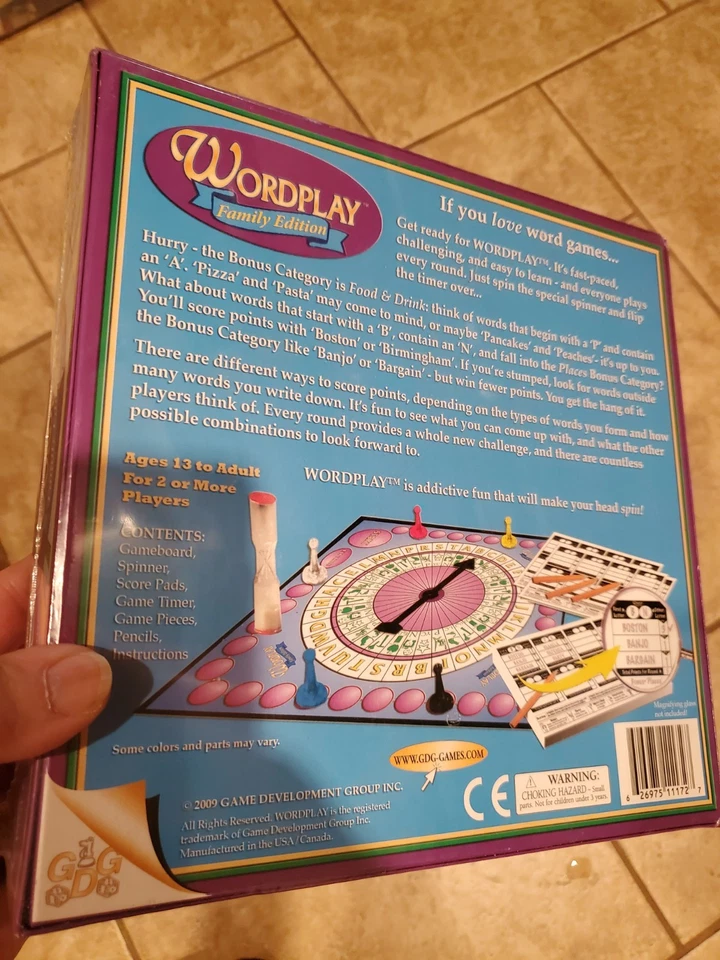 WORDPLAY™
Family Edition
If you love word games...
Get ready for WORDPLAY™. It's fast-paced,
challenging, and easy to learn - and everyone plays
every round. Just spin the special spinner and flip
the timer over...
Hurry - the Bonus Category is Food & Drink: think of words that begin with a 'P' and contain
an 'A'. 'Pizza' and 'Pasta' may come to mind, or maybe 'Pancakes' and 'Peaches'- it's up to you.
What about words that start with a 'B', contain an 'N', and fall into the Places Bonus Category?
You'll score points with 'Boston' or 'Birmingham'. If you're stumped, look for words outside
the Bonus Category like 'Banjo' or 'Bargain' - but win fewer points. You get the hang of it.
There are different ways to score points, depending on the types of words you form and how
many words you write down. It's fun to see what you can come up with, and what the other
players think of. Every round provides a whole new challenge, and there are countless
possible combinations to look forward to.
WORDPLAY™ is addictive fun that will make your head spin!
Ages 13 to Adult
For 2 or More
Players
CONTENTS:
Gameboard,
Spinner,
Score Pads,
Game Timer,
Game Pieces,
Pencils,
Instructions
BOSTON
BANJO
BARGAIN
Magnifying glass
not included!
Some colors and parts may vary.
WWW.GDG-GAMES.COM
© 2009 GAME DEVELOPMENT GROUP INC.
All Rights Reserved. WORDPLAY is the registered
trademark of Game Development Group Inc.
Manufactured in the USA/Canada.
CE
WARNING:
CHOKING HAZARD – Small
parts. Not for children under 3 years.
6 26975 11172 7
G&G
D